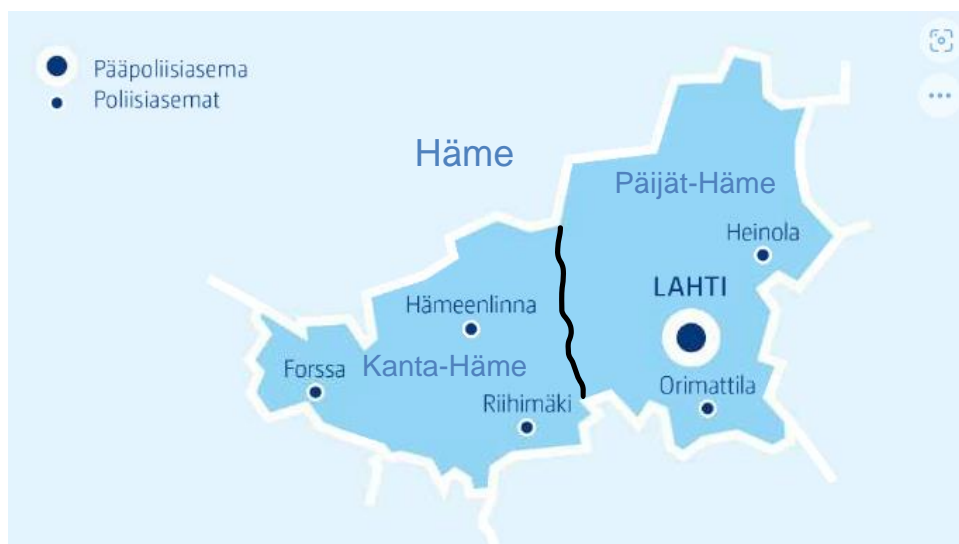 Pääpoliisiasema
Poliisiasemat
Häme
Päijät-Häme
Heinola
LAHTI
Hämeenlinna
Forssa
Kanta-Häme
Orimattila
Riihimäki